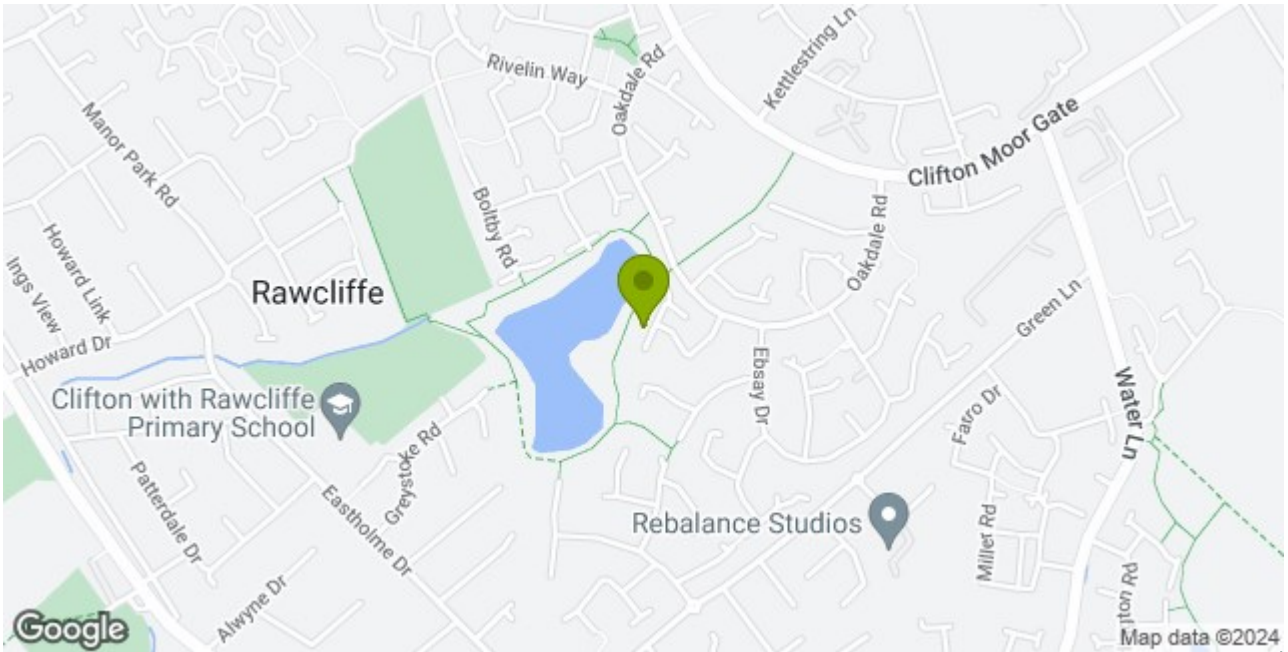 Rivelin Way
Oakdale Rd
Kettlestring Ln
Clifton Moor Gate
Manor Park Rd
Boltby Rd
Oakdale Rd
Howard Link
Ings View
Rawcliffe
Green Ln
Howard Dr
Ebsay Dr
Water Ln
Clifton with Rawcliffe
Primary School
Fatro Dr
Greystoke Rd
Patterdale Dr
Eastholme Dr
Rebalance Studios
Miller Rd
Alwyne Dr
Google
Map data ©2024